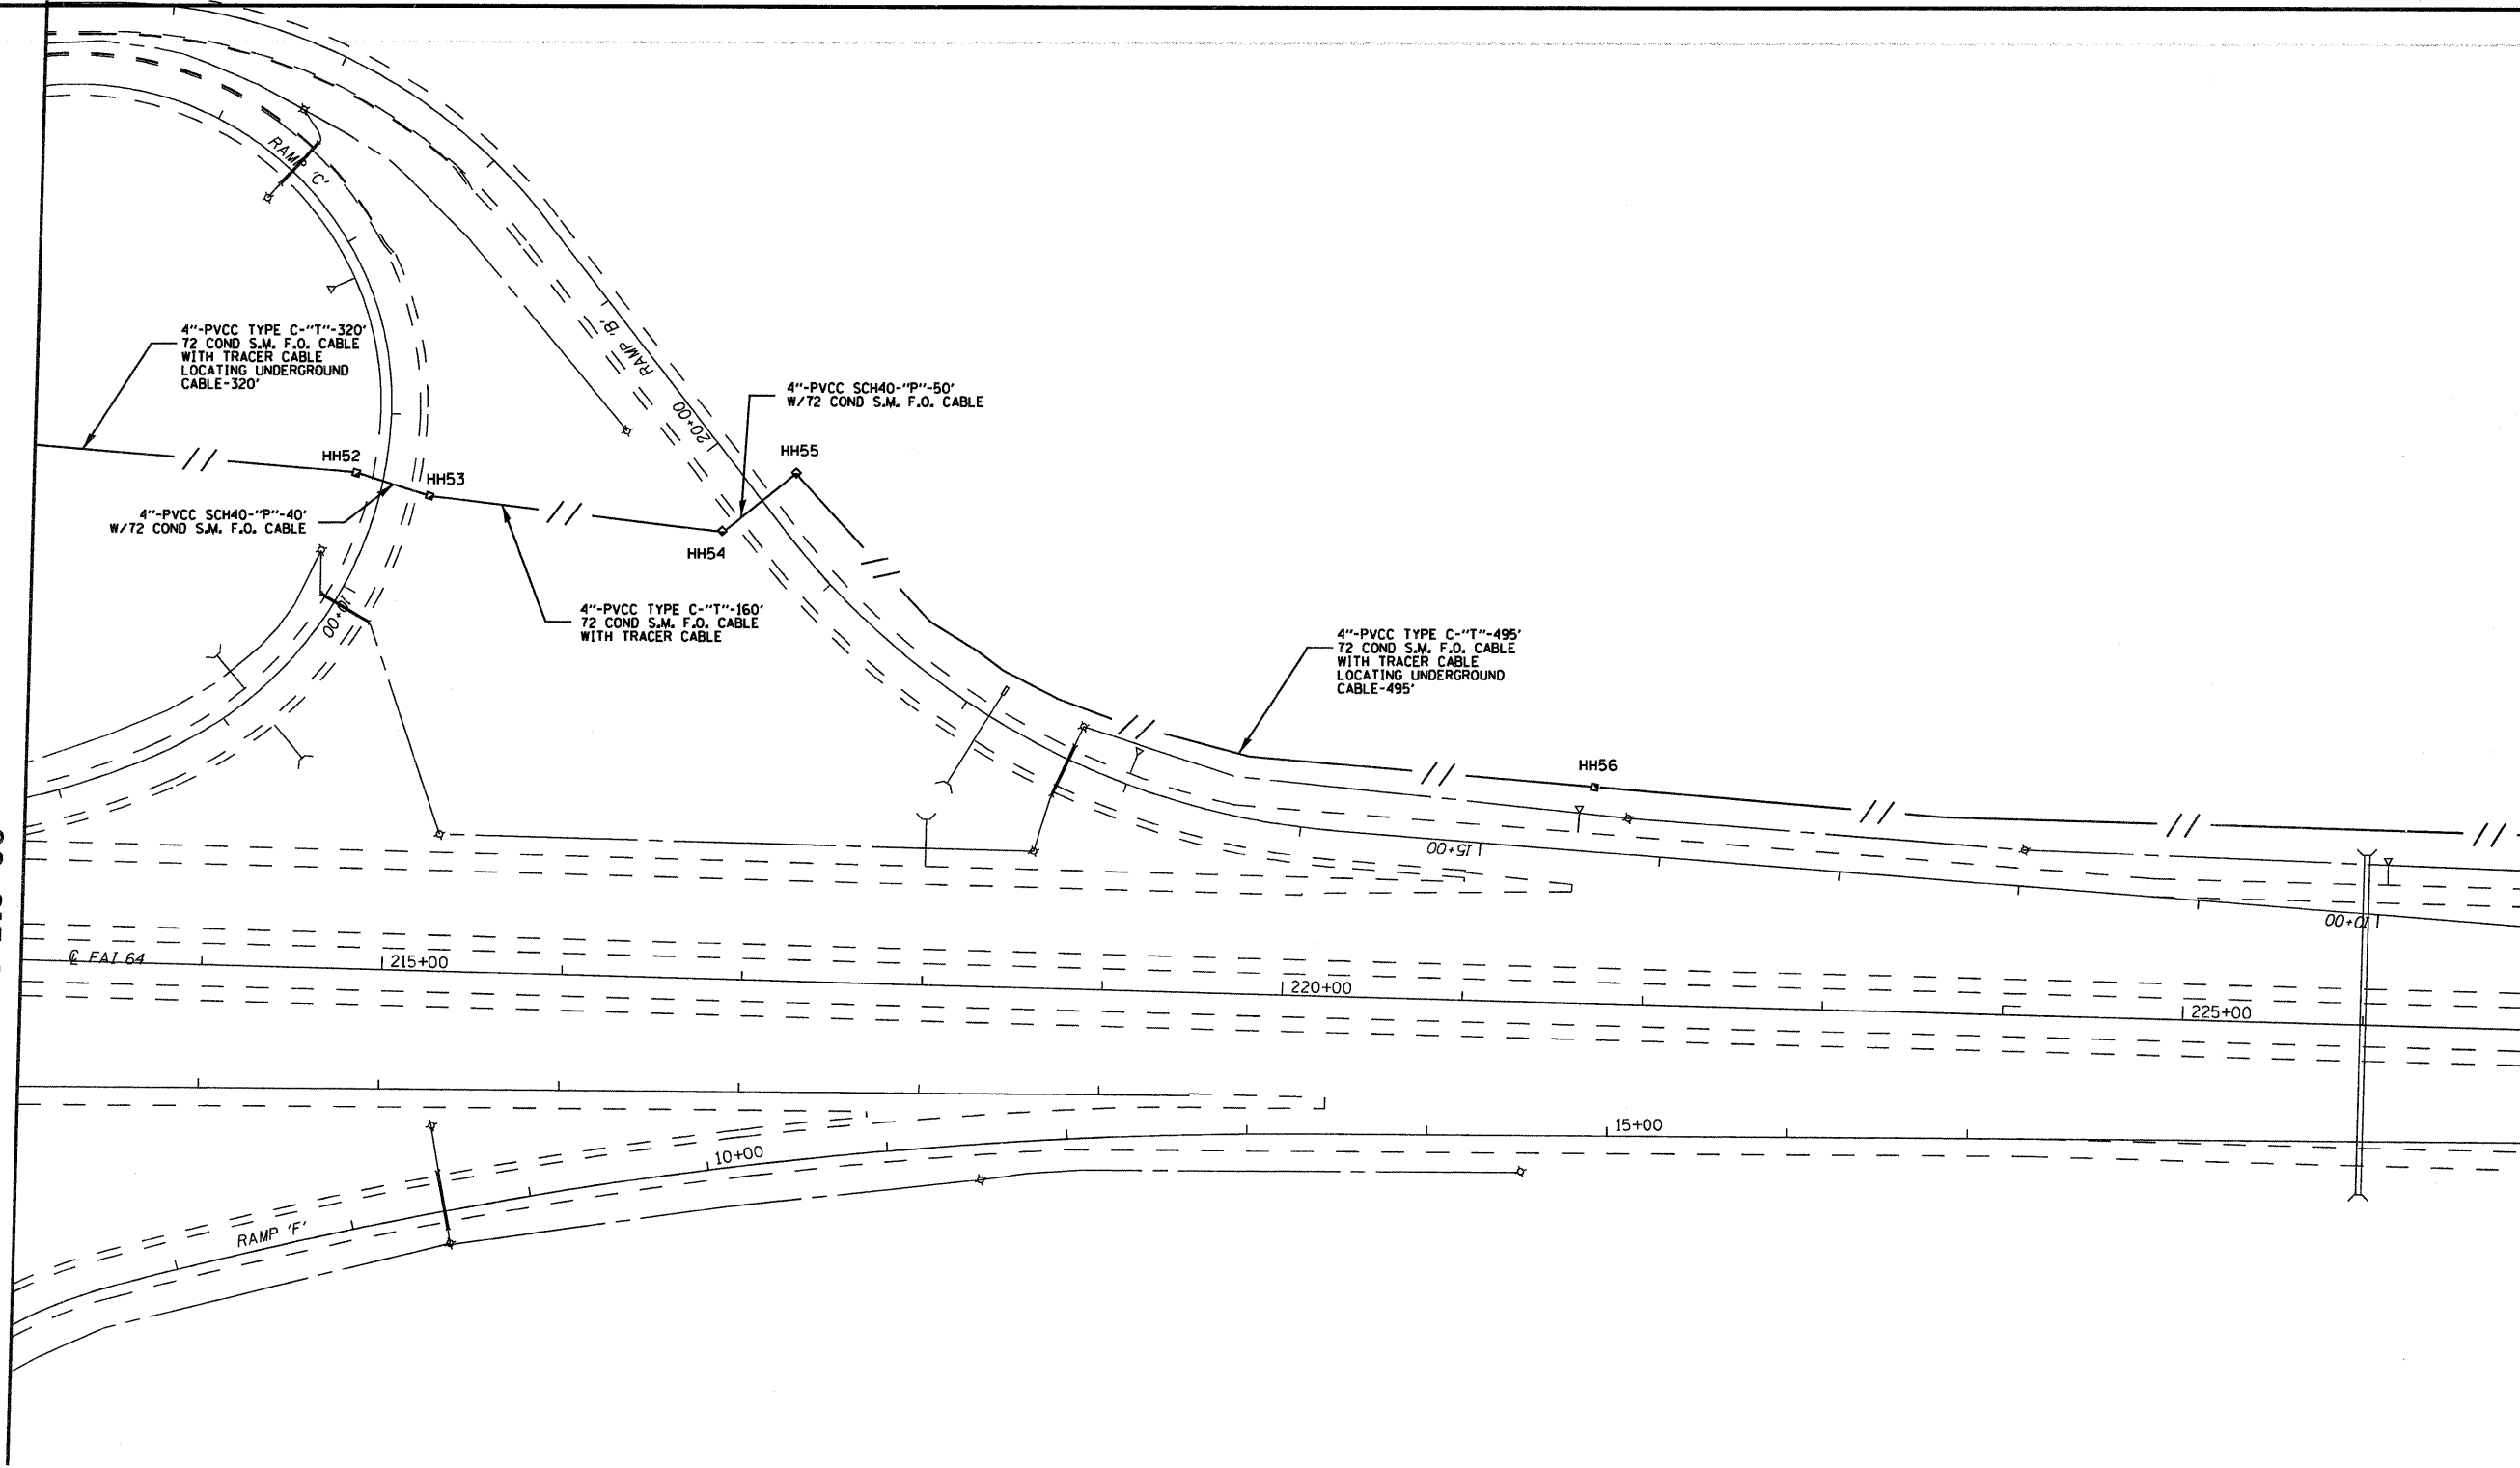 RAMP 'C'
4"-PVCC TYPE C-"T"-320'
72 COND S.M. F.O. CABLE
WITH TRACER CABLE
LOCATING UNDERGROUND
CABLE-320'
RAMP 'B'
4"-PVCC SCH40-"P"-50'
W/72 COND S.M. F.O. CABLE
20+00
HH55
HH52
HH53
4"-PVCC SCH40-"P"-40'
W/72 COND S.M. F.O. CABLE
HH54
10+00
4"-PVCC TYPE C-"T"-160'
72 COND S.M. F.O. CABLE
WITH TRACER CABLE
4"-PVCC TYPE C-"T"-495'
72 COND S.M. F.O. CABLE
WITH TRACER CABLE
LOCATING UNDERGROUND
CABLE-495'
HH56
15+00
10+00
℄ FAI 64
215+00
220+00
225+00
15+00
10+00
RAMP 'F'